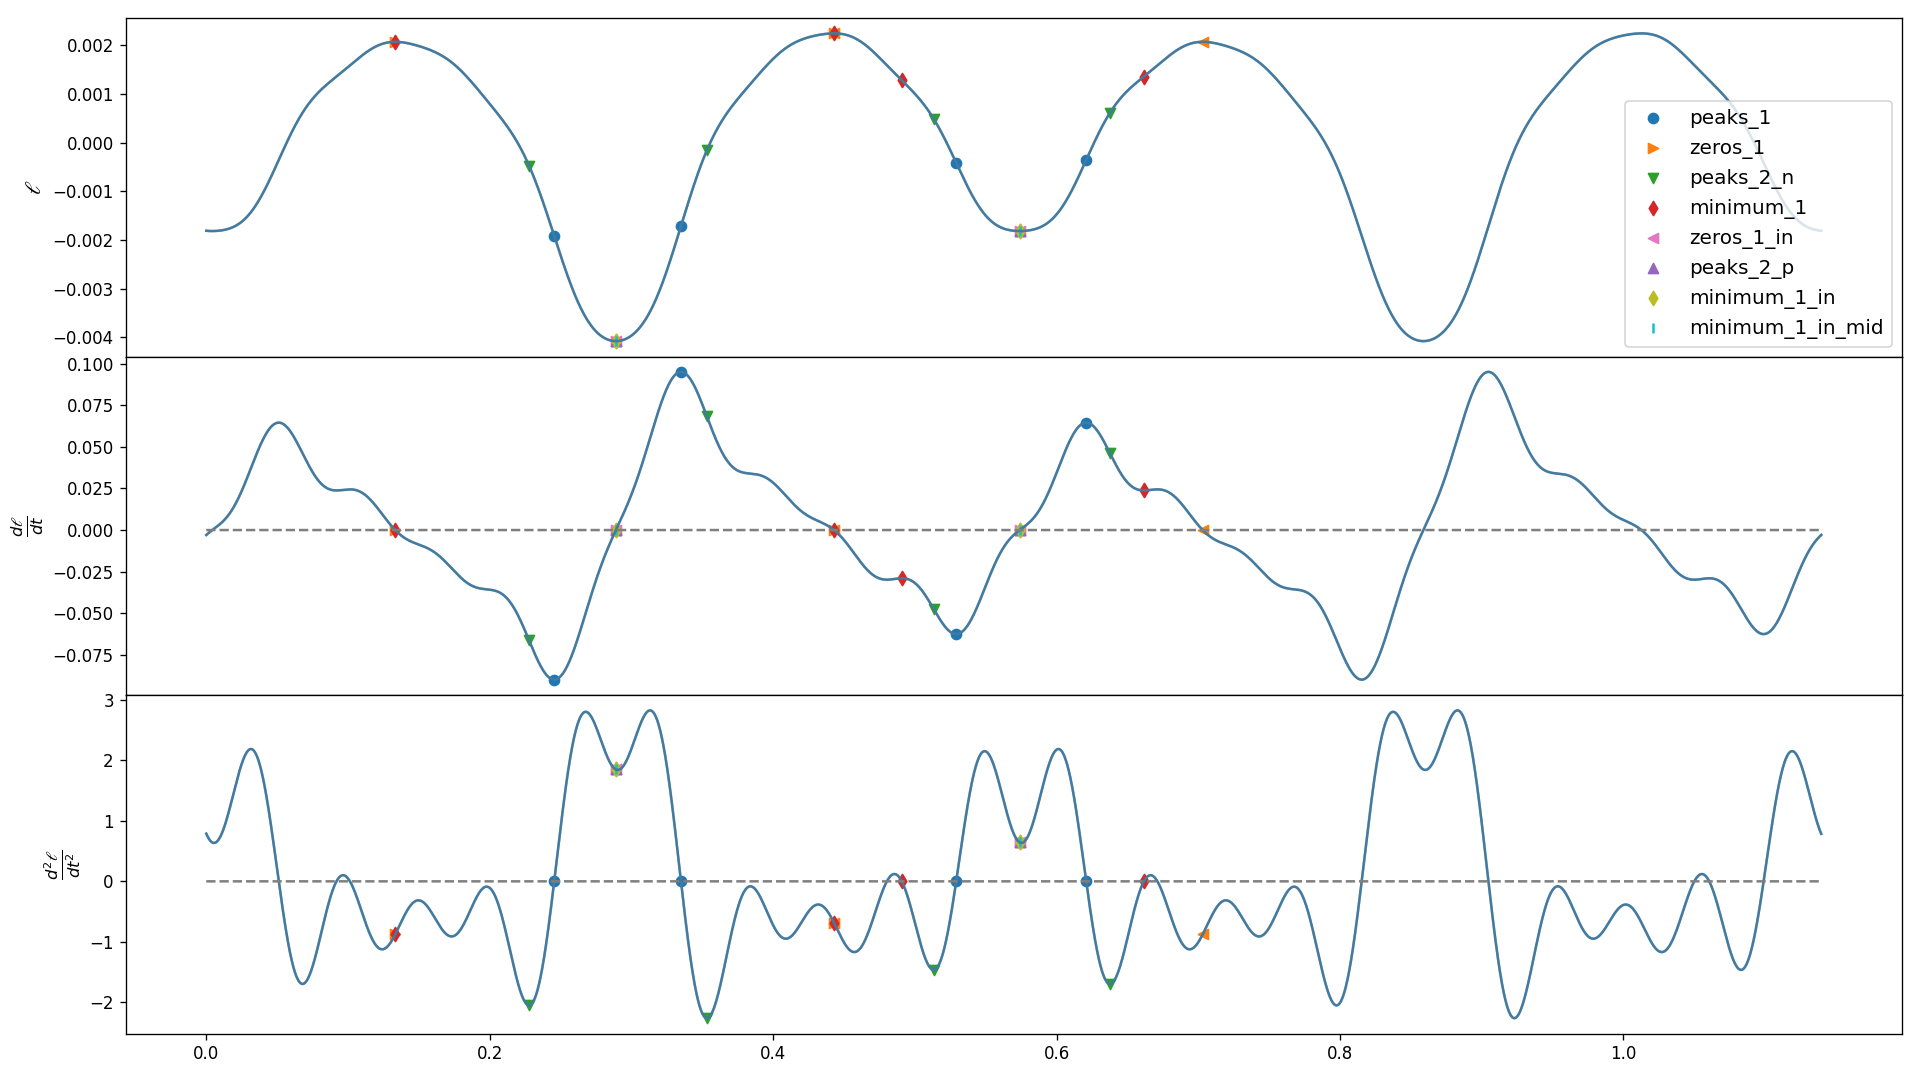 0.002
0.001
0.000
−0.001
−0.002
−0.003
−0.004
ℓ
peaks_1
zeros_1
peaks_2_n
minimum_1
zeros_1_in
peaks_2_p
minimum_1_in
minimum_1_in_mid
0.100
0.075
0.050
0.025
0.000
−0.025
−0.050
−0.075
dℓ
dt
3
2
1
0
−1
−2
d²ℓ
dt²
0.0 0.2 0.4 0.6 0.8 1.0